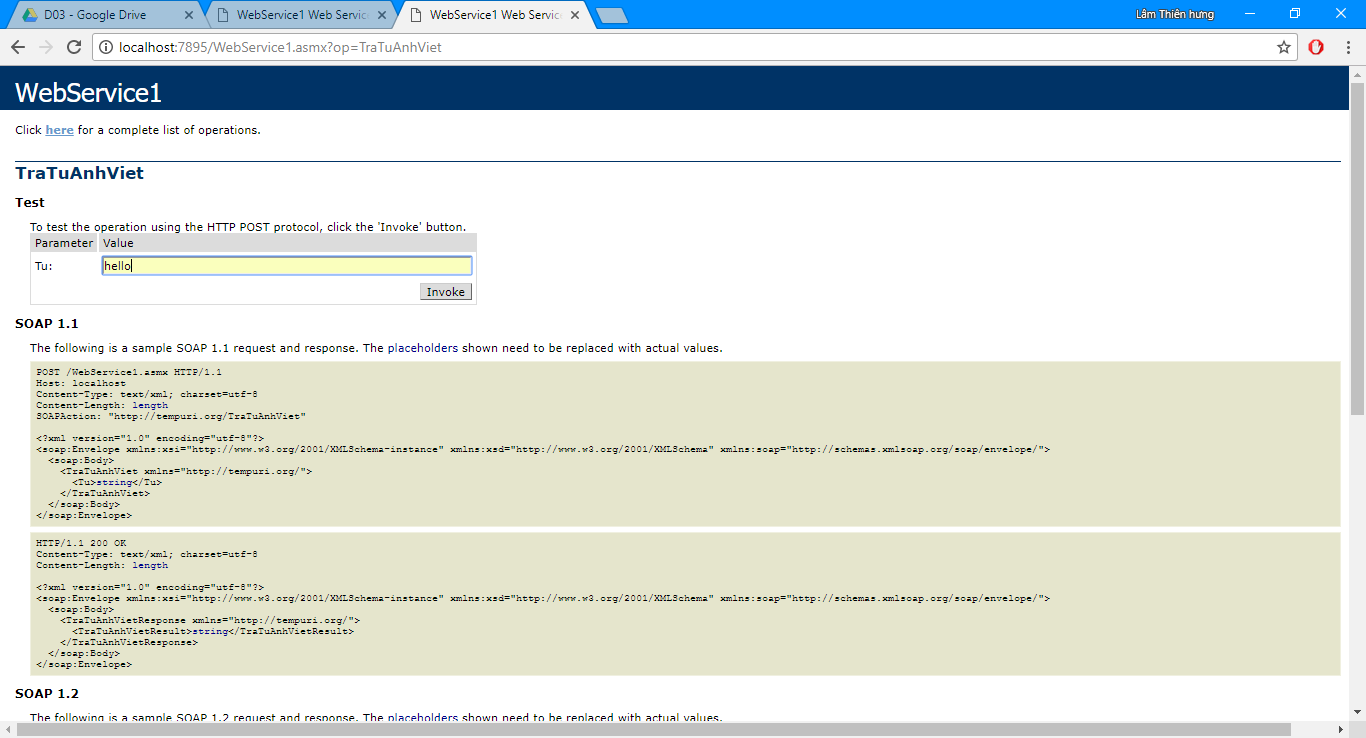 D03 - Google Drive
WebService1 Web Servic
WebService1 Web Servic
Lâm Thiên hưng
localhost:7895/WebService1.asmx?op=TraTuAnhViet
WebService1
Click here for a complete list of operations.
TraTuAnhViet
Test
To test the operation using the HTTP POST protocol, click the 'Invoke' button.
Parameter Value
Tu: hello
Invoke
SOAP 1.1
The following is a sample SOAP 1.1 request and response. The placeholders shown need to be replaced with actual values.
POST /WebService1.asmx HTTP/1.1
Host: localhost
Content-Type: text/xml; charset=utf-8
Content-Length: length
SOAPAction: "http://tempuri.org/TraTuAnhViet"
<?xml version="1.0" encoding="utf-8"?>
<soap:Envelope xmlns:xsi="http://www.w3.org/2001/XMLSchema-instance" xmlns:xsd="http://www.w3.org/2001/XMLSchema" xmlns:soap="http://schemas.xmlsoap.org/soap/envelope/">
<soap:Body>
<TraTuAnhViet xmlns="http://tempuri.org/">
<Tu>string</Tu>
</TraTuAnhViet>
</soap:Body>
</soap:Envelope>
HTTP/1.1 200 OK
Content-Type: text/xml; charset=utf-8
Content-Length: length
<?xml version="1.0" encoding="utf-8"?>
<soap:Envelope xmlns:xsi="http://www.w3.org/2001/XMLSchema-instance" xmlns:xsd="http://www.w3.org/2001/XMLSchema" xmlns:soap="http://schemas.xmlsoap.org/soap/envelope/">
<soap:Body>
<TraTuAnhVietResponse xmlns="http://tempuri.org/">
<TraTuAnhVietResult>string</TraTuAnhVietResult>
</TraTuAnhVietResponse>
</soap:Body>
</soap:Envelope>
SOAP 1.2
The following is a sample SOAP 1.2 request and response. The placeholders shown need to be replaced with actual values.